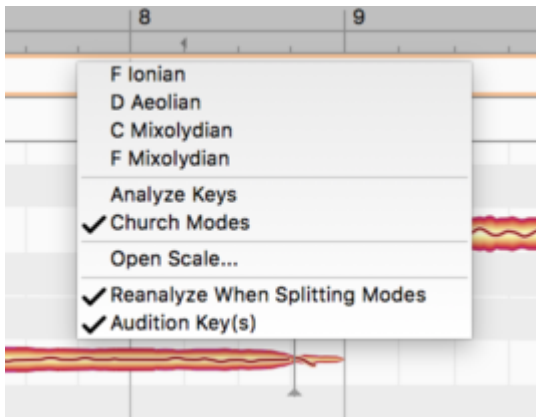 8 9
F Ionian
D Aeolian
C Mixolydian
F Mixolydian
Analyze Keys
Church Modes
Open Scale...
Reanalyze When Splitting Modes
Audition Key(s)